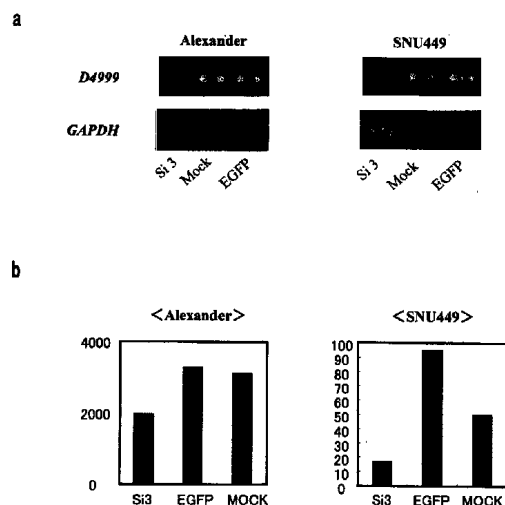 a
Alexander SNU449
D4999
GAPDH
Si 3 Mock EGFP Si 3 Mock EGFP
b
<Alexander> <SNU449>
4000
2000
0
Si3 EGFP MOCK
100
90
80
70
60
50
40
30
20
10
0
Si3 EGFP MOCK